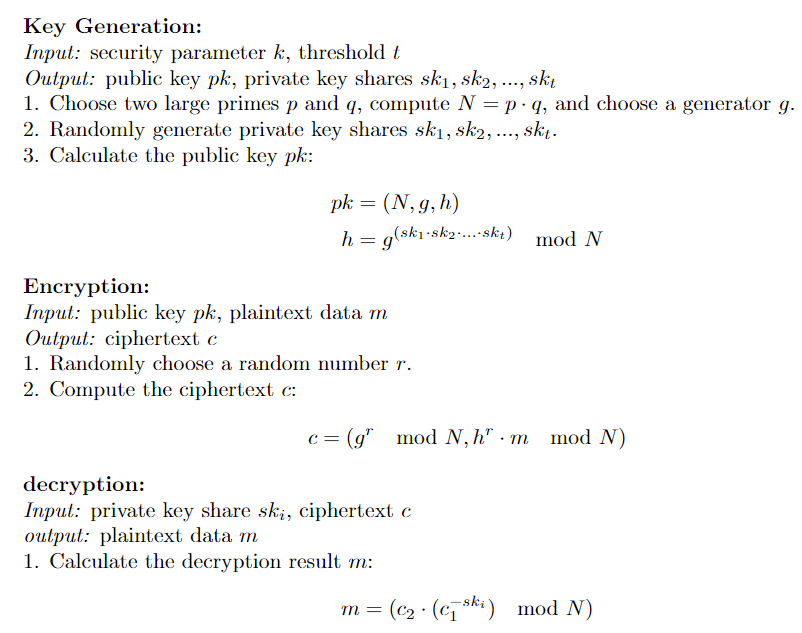 Key Generation:
Input: security parameter k, threshold t
Output: public key pk, private key shares sk₁, sk₂, ..., skₜ
1. Choose two large primes p and q, compute N = p · q, and choose a generator g.
2. Randomly generate private key shares sk₁, sk₂, ..., skₜ.
3. Calculate the public key pk:
pk = (N, g, h)
h = g^(sk₁·sk₂·...·skₜ) mod N
Encryption:
Input: public key pk, plaintext data m
Output: ciphertext c
1. Randomly choose a random number r.
2. Compute the ciphertext c:
c = (g^r mod N, h^r · m mod N)
decryption:
Input: private key share skᵢ, ciphertext c
output: plaintext data m
1. Calculate the decryption result m:
m = (c₂ · (c₁^−skᵢ) mod N)